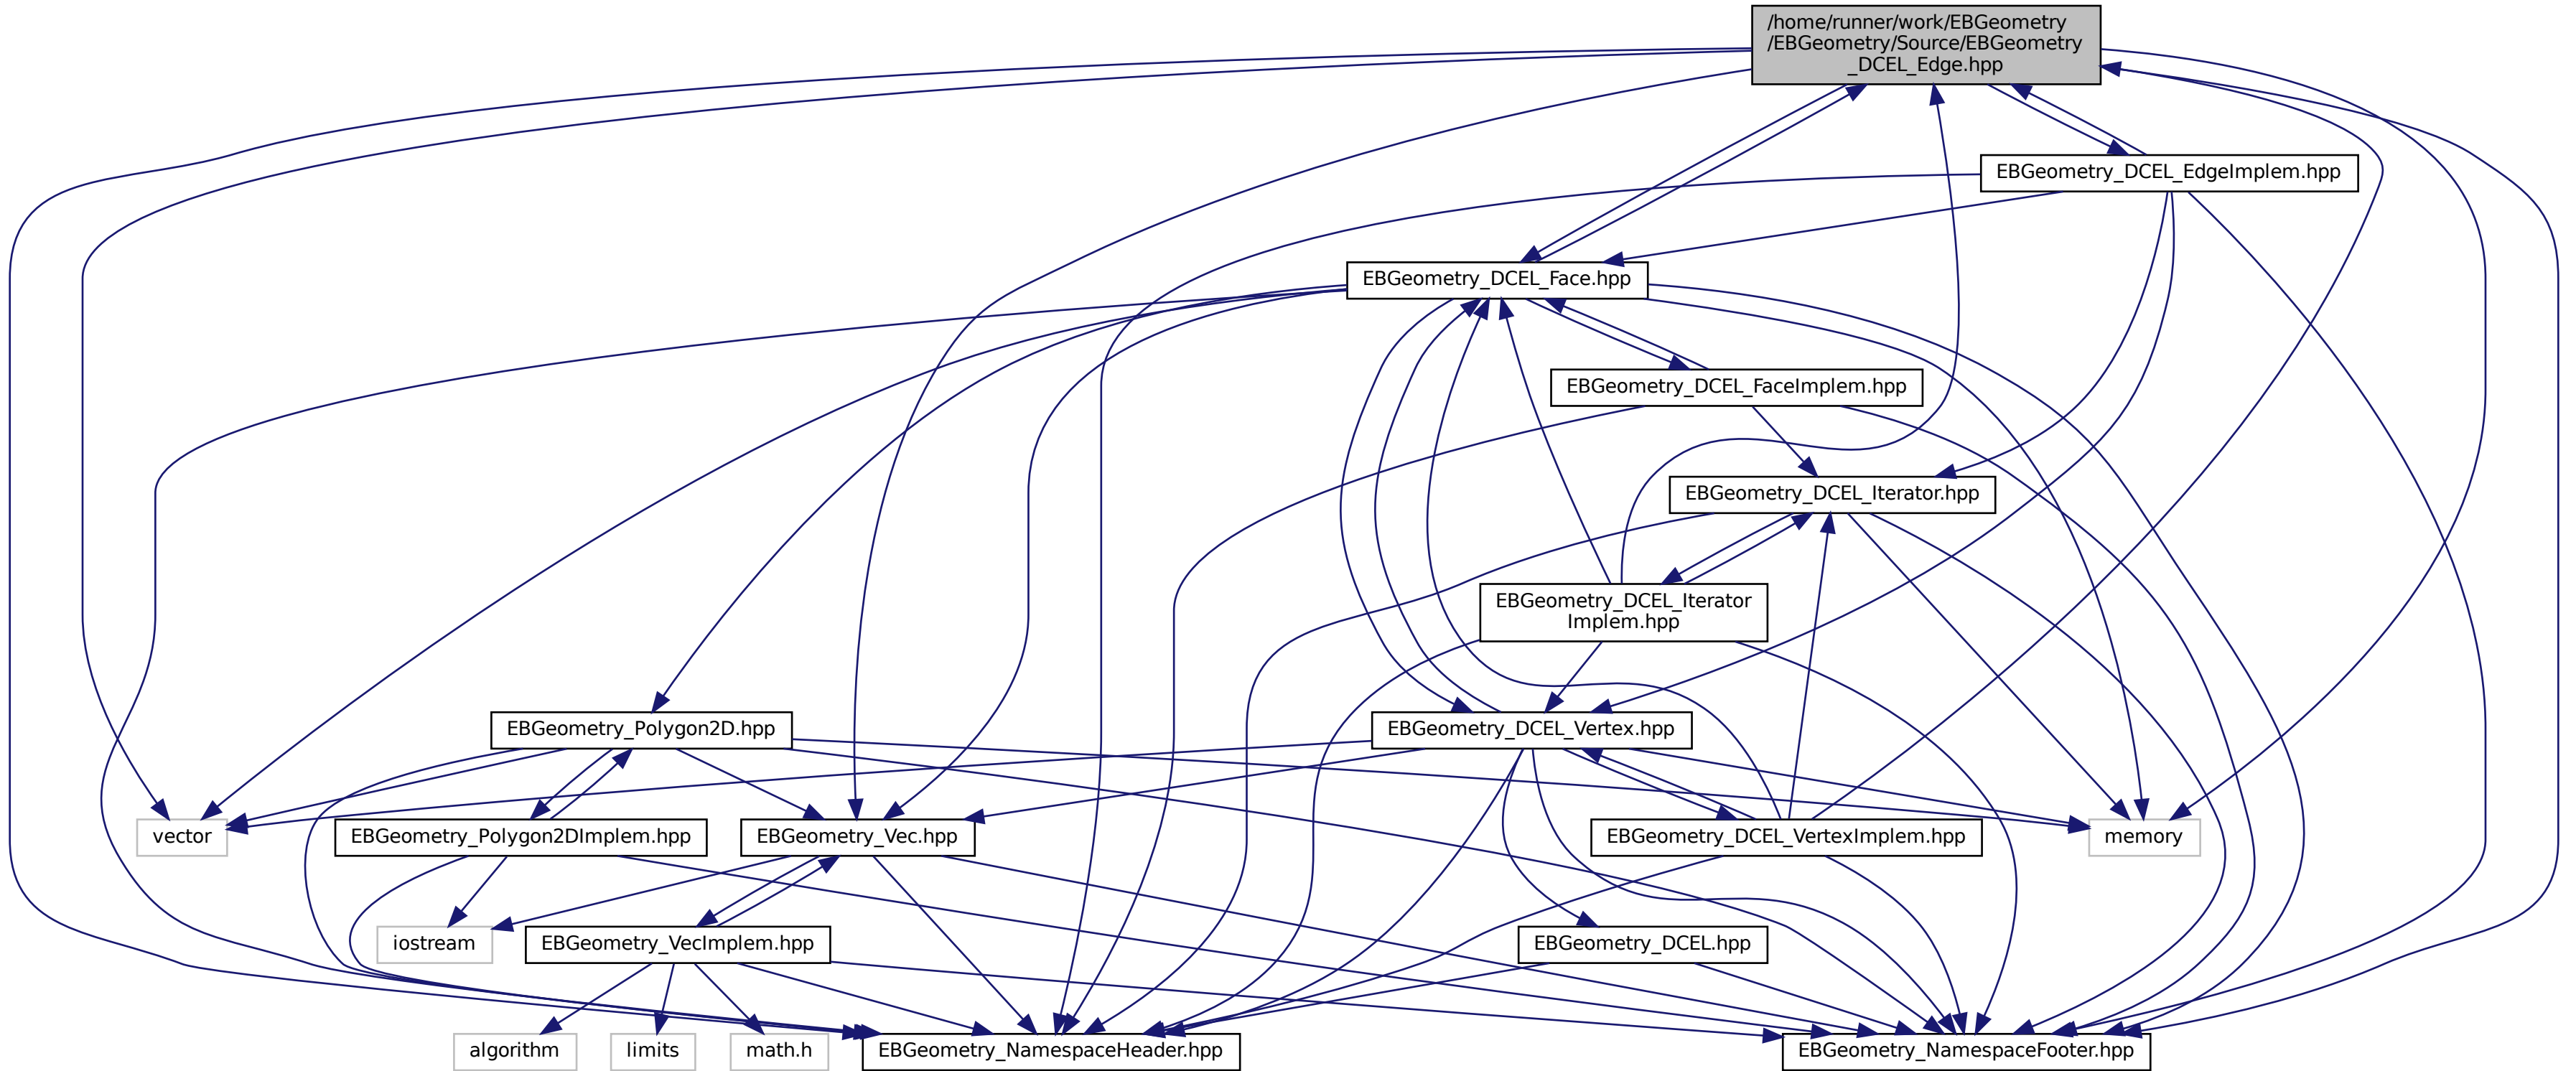 /home/runner/work/EBGeometry
/EBGeometry/Source/EBGeometry
_DCEL_Edge.hpp
EBGeometry_DCEL_EdgeImplem.hpp
EBGeometry_DCEL_Face.hpp
EBGeometry_DCEL_FaceImplem.hpp
EBGeometry_DCEL_Iterator.hpp
EBGeometry_DCEL_Iterator
Implem.hpp
EBGeometry_Polygon2D.hpp
EBGeometry_DCEL_Vertex.hpp
vector
EBGeometry_Polygon2DImplem.hpp
EBGeometry_Vec.hpp
EBGeometry_DCEL_VertexImplem.hpp
memory
iostream
EBGeometry_VecImplem.hpp
EBGeometry_DCEL.hpp
algorithm
limits
math.h
EBGeometry_NamespaceHeader.hpp
EBGeometry_NamespaceFooter.hpp